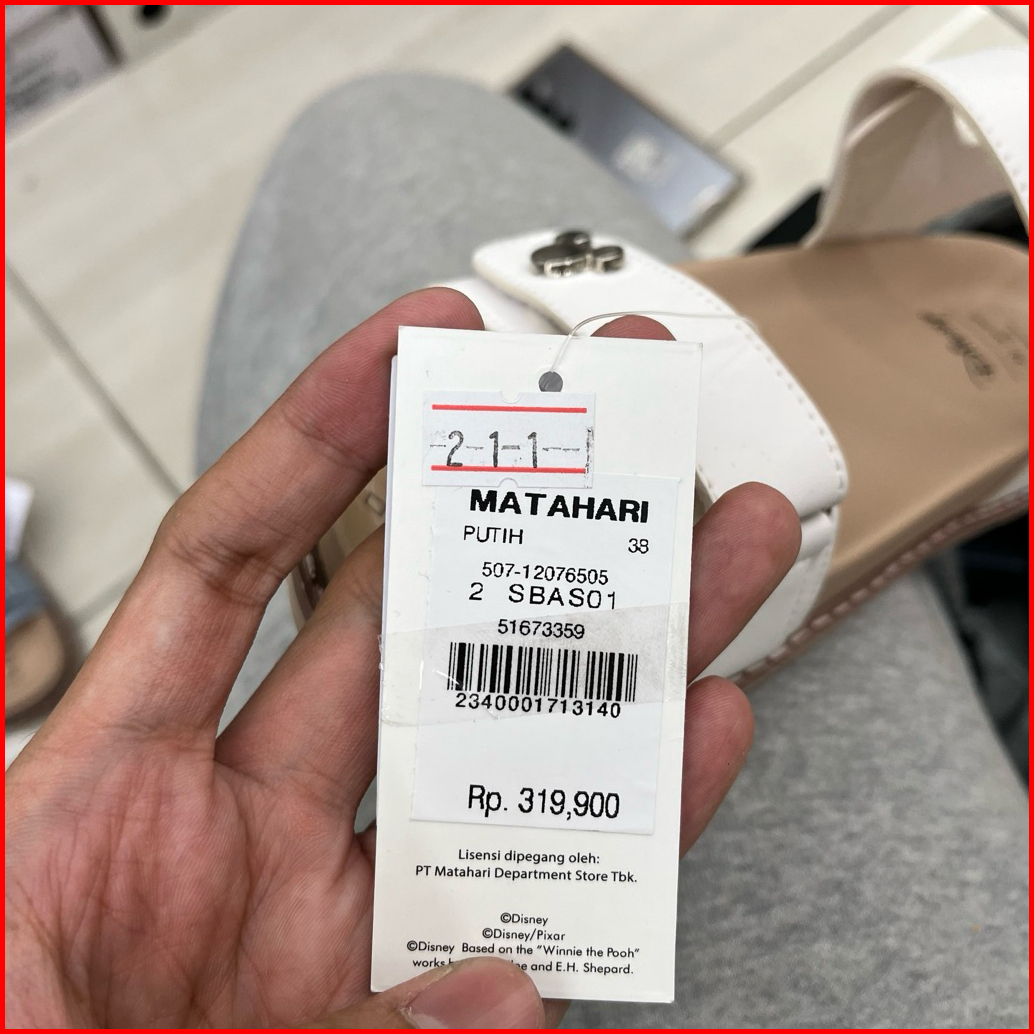 -2-1-1--
MATAHARI
PUTIH 38
507-12076505
2 SBAS01
51673359
2340001713140
Rp. 319,900
Lisensi dipegang oleh:
PT Matahari Department Store Tbk.
©Disney
©Disney/Pixar
©Disney Based on the "Winnie the Pooh"
works and E.H. Shepard.